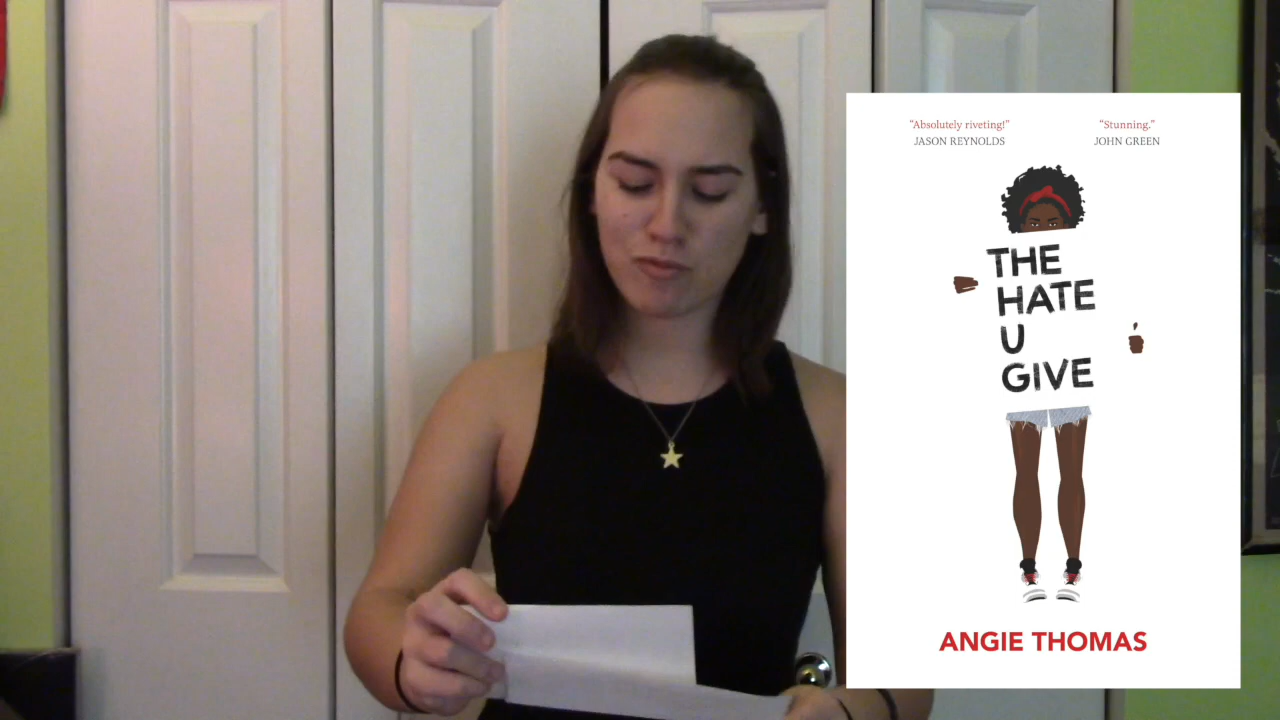 "Absolutely riveting!"
JASON REYNOLDS
"Stunning."
JOHN GREEN
THE
HATE
U
GIVE
ANGIE THOMAS